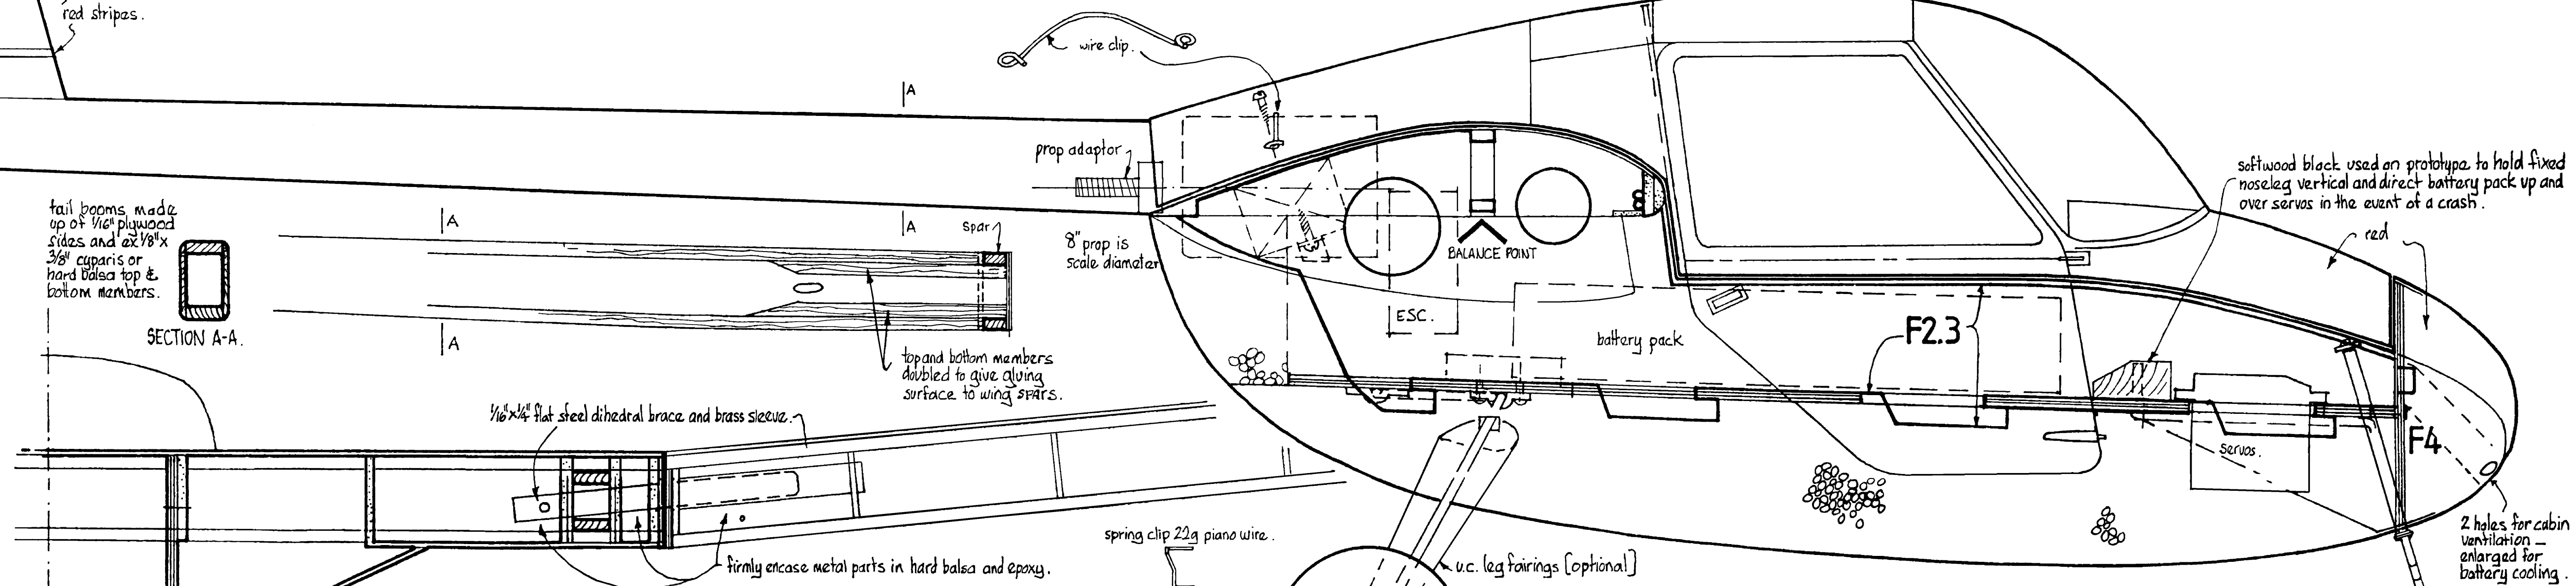 red stripes.
wire clip.
A
prop adaptor
softwood block used on prototype to hold fixed
noseleg vertical and direct battery pack up and
over servos in the event of a crash.
tail booms made
up of 1/16" plywood
sides and ex 1/8" x
3/8" cyparis or
hard balsa top &
bottom members.
SECTION A-A.
A
A
A
spar
8" prop is
scale diameter
BALANCE POINT
red
ESC.
battery pack
F2.3
top and bottom members
doubled to give gluing
surface to wing spars.
1/16" x 1/4" flat steel dihedral brace and brass sleeve.
F4
servos.
firmly encase metal parts in hard balsa and epoxy.
spring clip 22g piano wire.
u.c. leg fairings [optional]
2 holes for cabin
ventilation —
enlarged for
battery cooling.